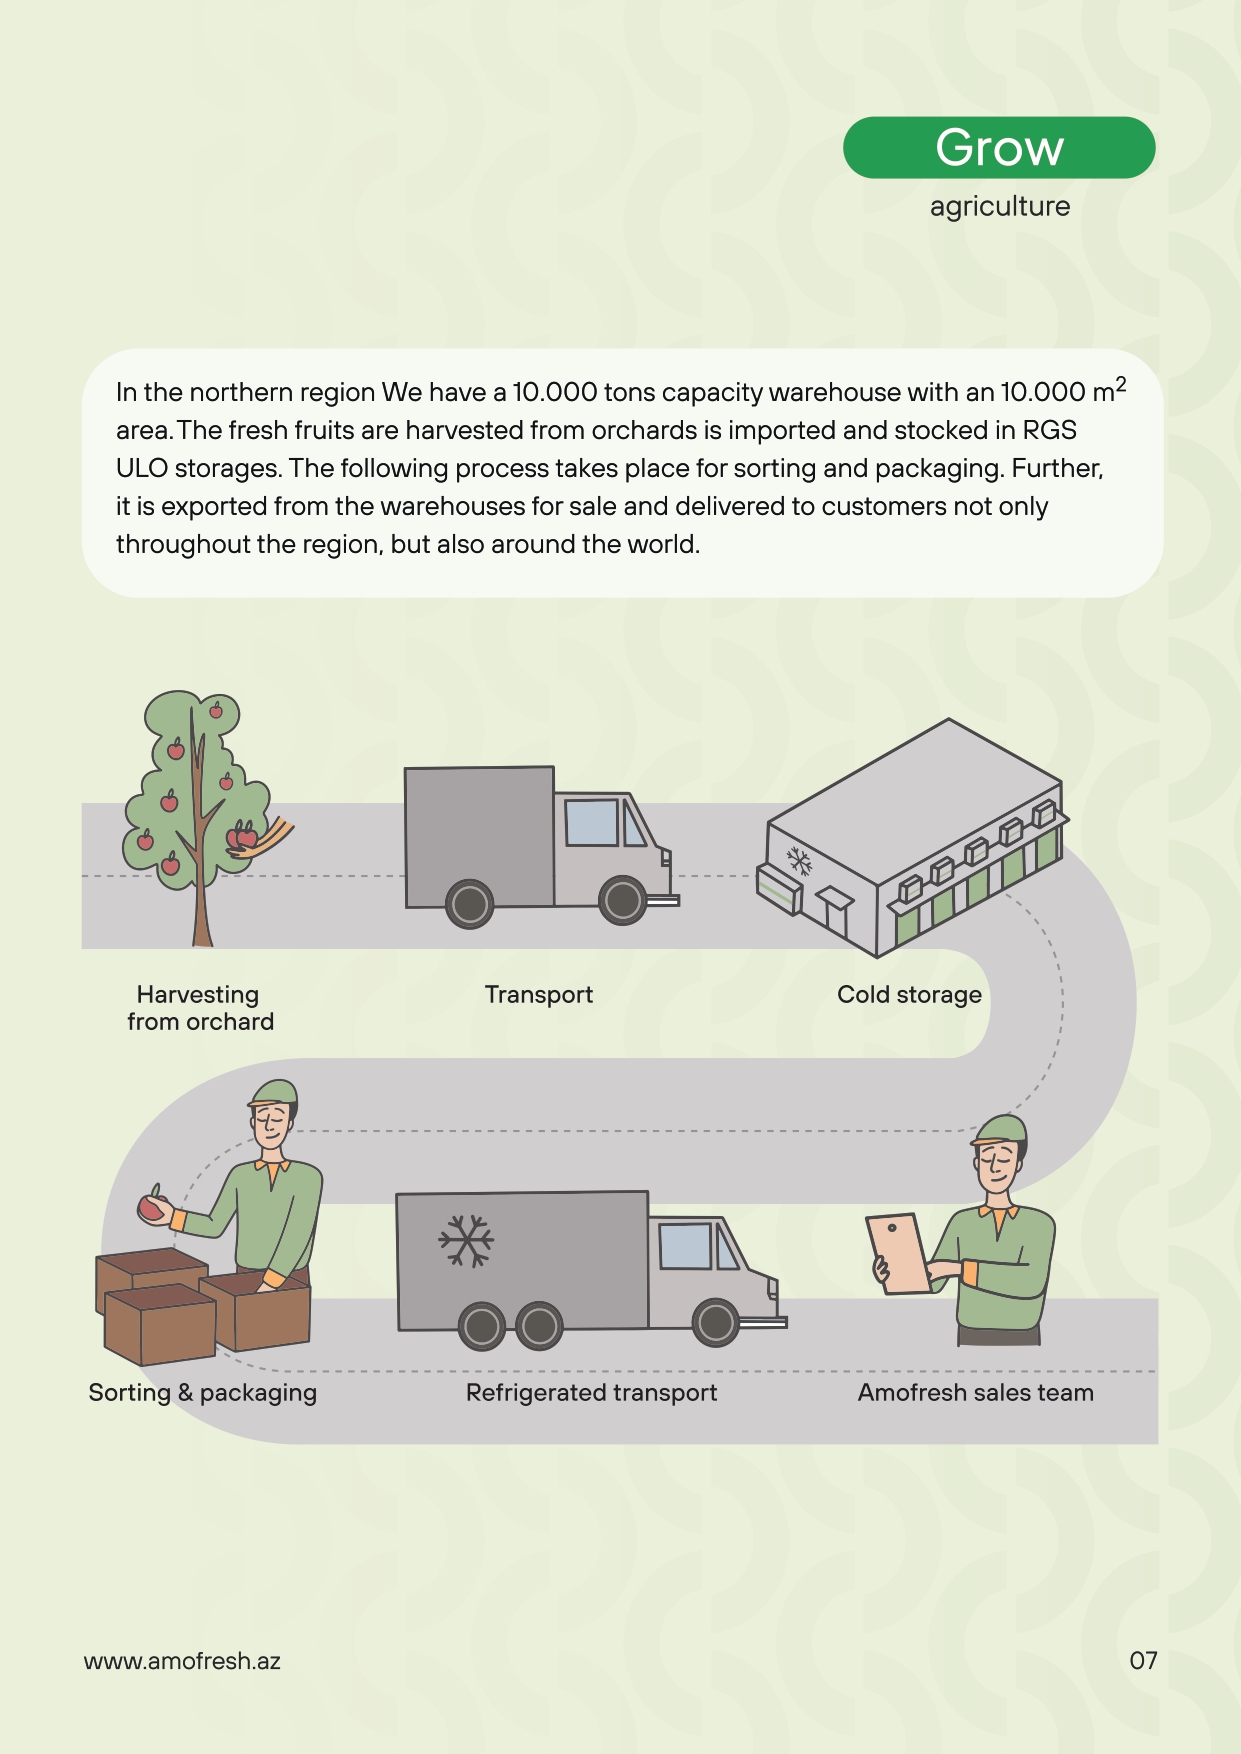 Grow
agriculture
In the northern region We have a 10.000 tons capacity warehouse with an 10.000 m²
area. The fresh fruits are harvested from orchards is imported and stocked in RGS
ULO storages. The following process takes place for sorting and packaging. Further,
it is exported from the warehouses for sale and delivered to customers not only
throughout the region, but also around the world.
Harvesting
from orchard
Transport
Cold storage
Sorting & packaging
Refrigerated transport
Amofresh sales team
www.amofresh.az
07